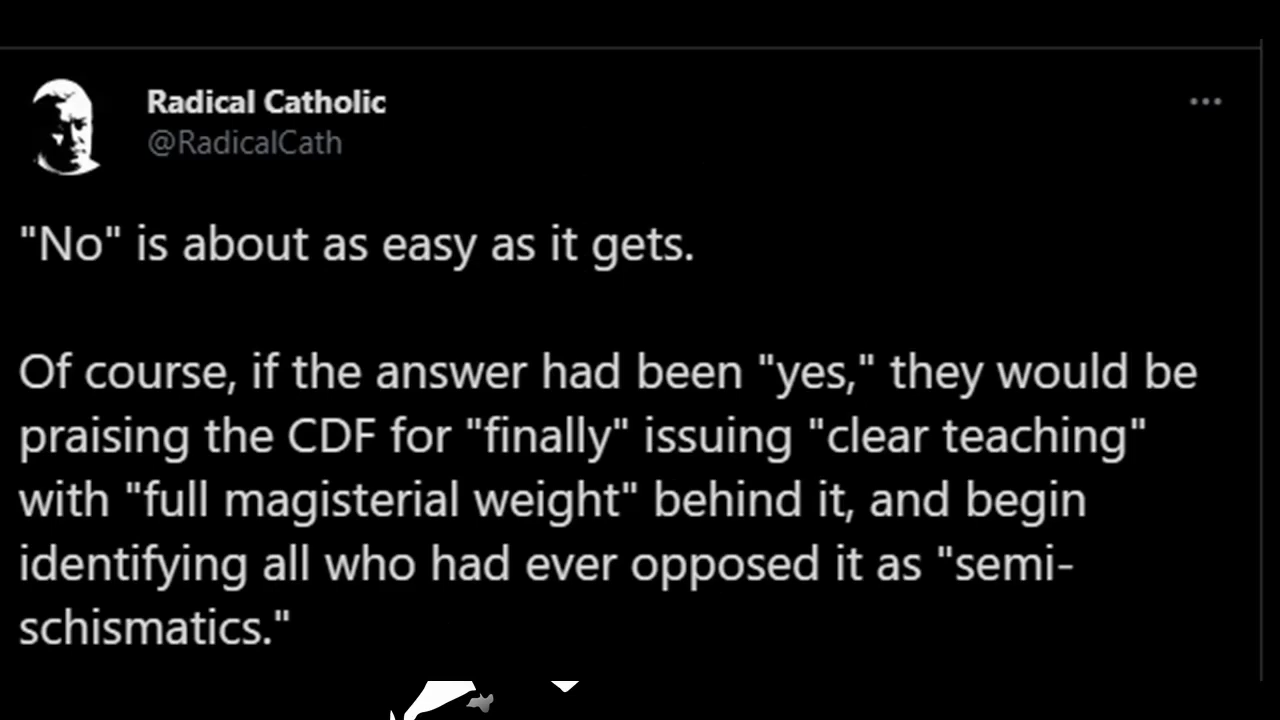 Radical Catholic
@RadicalCath
"No" is about as easy as it gets.
Of course, if the answer had been "yes," they would be
praising the CDF for "finally" issuing "clear teaching"
with "full magisterial weight" behind it, and begin
identifying all who had ever opposed it as "semi-
schismatics."